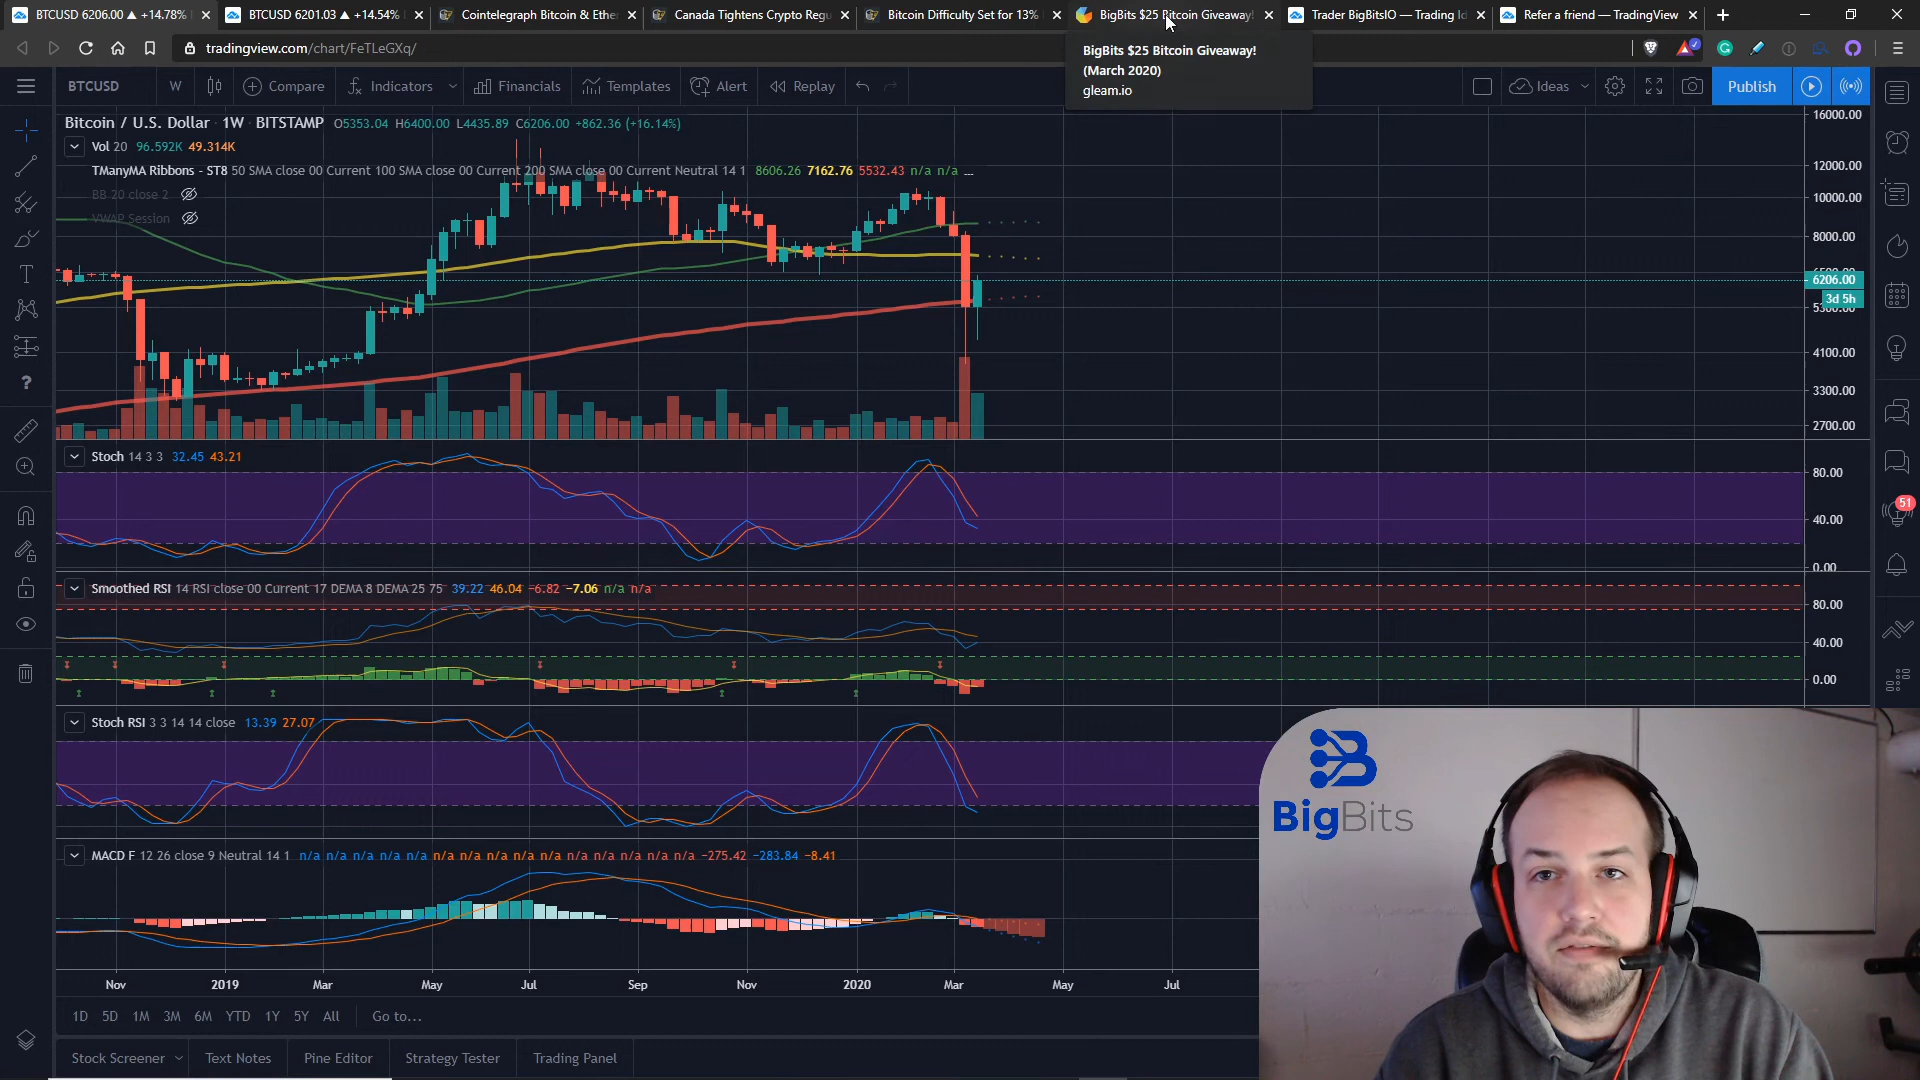 BTCUSD 6206.00 ▲ +14.78%
BTCUSD 6201.03 ▲ +14.54%
Cointelegraph Bitcoin & Ethe
Canada Tightens Crypto Regu
Bitcoin Difficulty Set for 13%
BigBits $25 Bitcoin Giveaway!
Trader BigBitsIO — Trading Id
Refer a friend — TradingView
tradingview.com/chart/FeTLeGXq/
BigBits $25 Bitcoin Giveaway!
(March 2020)
gleam.io
BTCUSD
W
Compare
Indicators
Financials
Templates
Alert
Replay
Ideas
Publish
Bitcoin / U.S. Dollar 1W BITSTAMP O5353.04 H6400.00 L4435.89 C6206.00 +862.36 (+16.14%)
Vol 20 96.592K 49.314K
TManyMA Ribbons - ST8 50 SMA close 00 Current 100 SMA close 00 Current 200 SMA close 00 Current Neutral 14 1 8606.26 7162.76 5532.43 n/a n/a ...
BB 20 close 2
VWAP Session
16000.00
12000.00
10000.00
8000.00
6206.00
3d 5h
4100.00
3300.00
2700.00
51
Stoch 14 3 3 32.45 43.21
80.00
40.00
0.00
Smoothed RSI 14 RSI close 00 Current 17 DEMA 8 DEMA 25 75 39.22 46.04 −6.82 −7.06 n/a n/a
80.00
40.00
0.00
Stoch RSI 3 3 14 14 close 13.39 27.07
BigBits
MACD F 12 26 close 9 Neutral 14 1 n/a n/a n/a n/a n/a n/a n/a n/a n/a n/a n/a n/a n/a n/a n/a −275.42 −283.84 −8.41
Nov 2019 Mar May Jul Sep Nov 2020 Mar May Jul
1D 5D 1M 3M 6M YTD 1Y 5Y All Go to...
Stock Screener
Text Notes
Pine Editor
Strategy Tester
Trading Panel